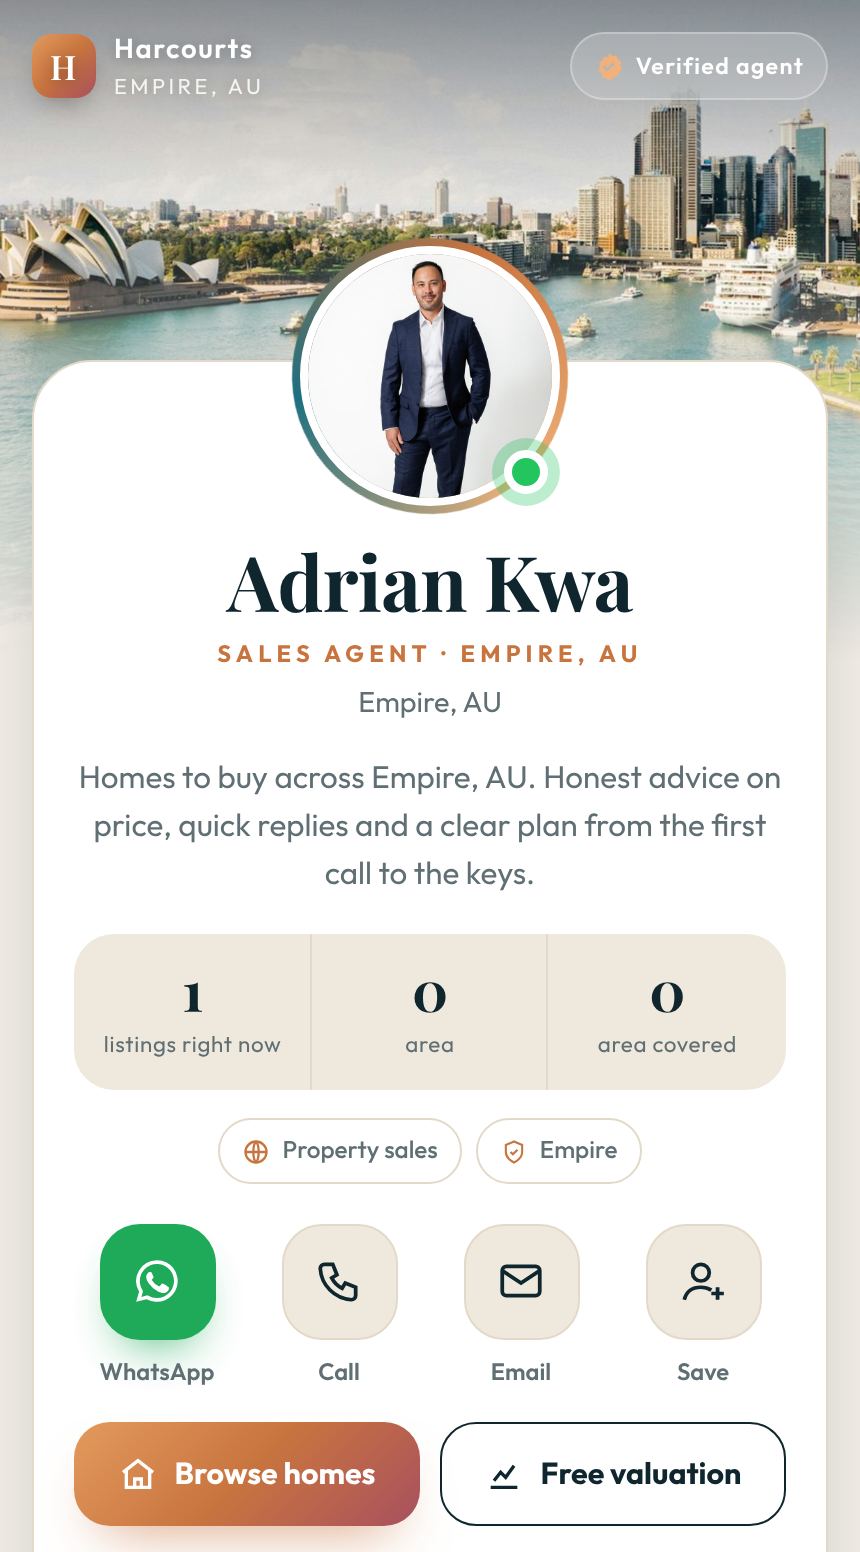 H
Harcourts
EMPIRE, AU
Verified agent
Adrian Kwa
SALES AGENT · EMPIRE, AU
Empire, AU
Homes to buy across Empire, AU. Honest advice on
price, quick replies and a clear plan from the first
call to the keys.
1
listings right now
0
area
0
area covered
Property sales
Empire
WhatsApp
Call
Email
Save
Browse homes
Free valuation